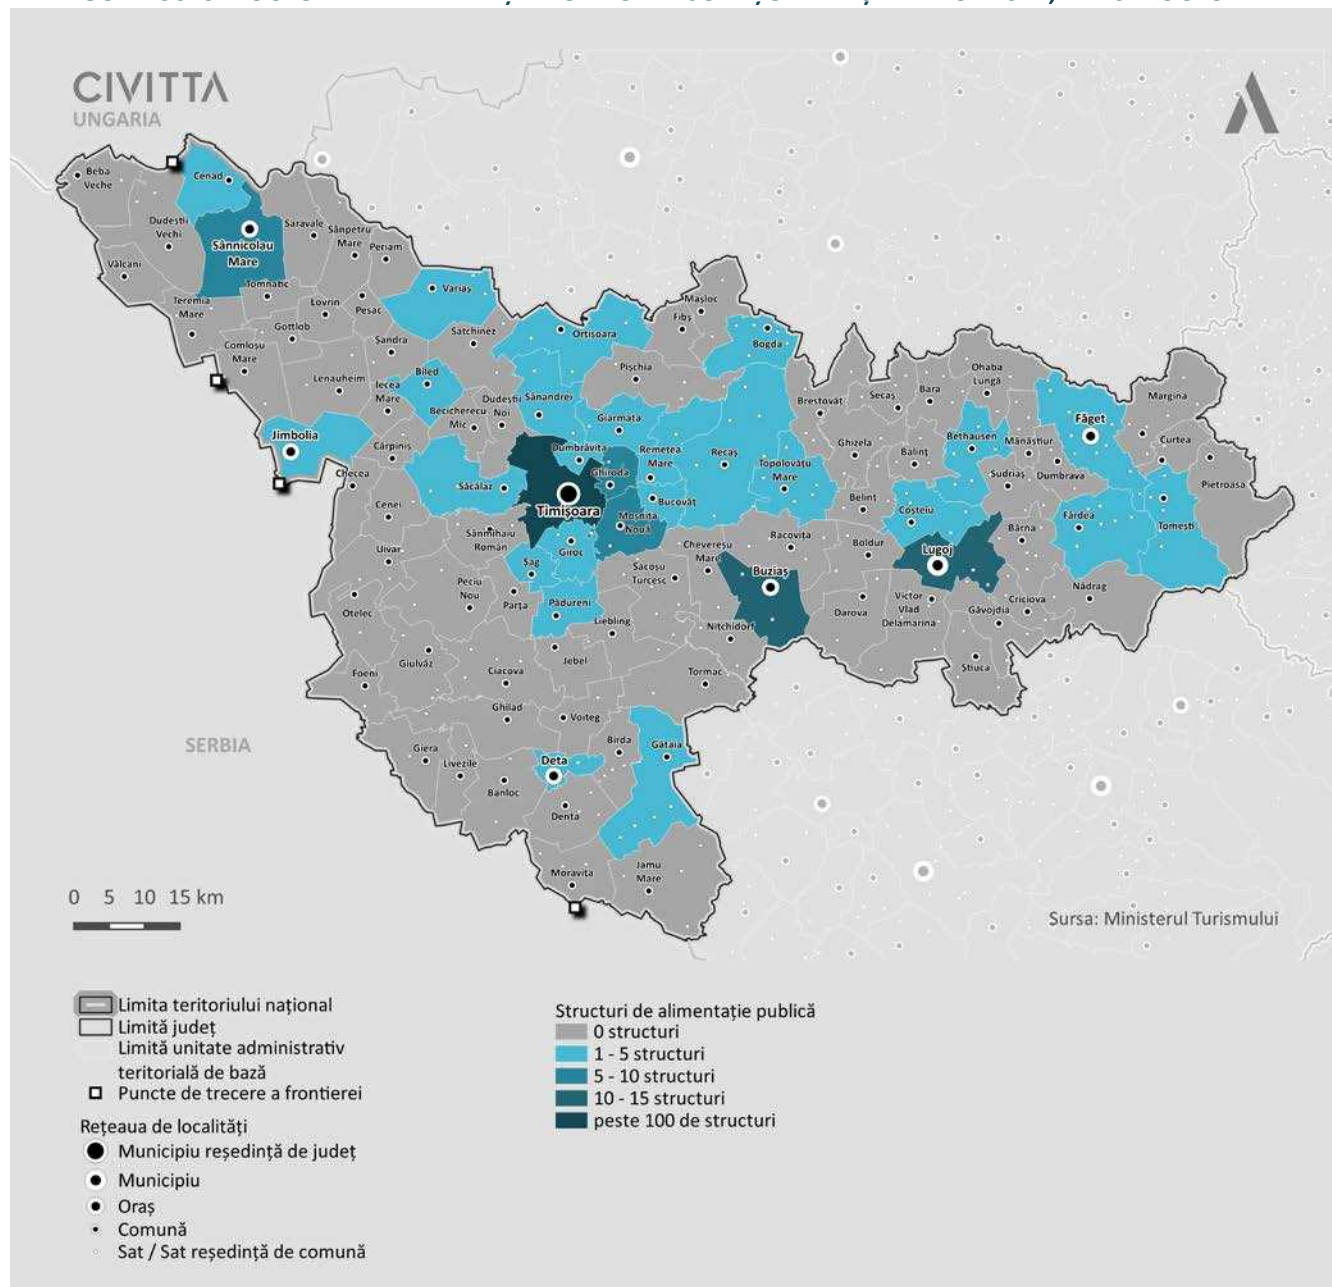 CIVITTA
UNGARIA
Beba
Veche
Cenad
Dudeștii
Vechi
Sânnicolau
Mare
Saravale
Sânpetru
Mare
Periam
Vălcani
Tomnatic
Teremia
Mare
Lovrin
Pesac
Variaș
Gottlob
Șandra
Satchinez
Orțișoara
Mașloc
Fibiș
Bogda
Comloșu
Mare
Lenauheim
Iecea
Mare
Biled
Pișchia
Becicherecu
Mic
Dudeștii
Noi
Sânandrei
Giarmata
Brestovăț
Secaș
Bara
Ohaba
Lungă
Făget
Margina
Curtea
Pietroasa
Jimbolia
Cărpiniș
Checea
Dumbrăvița
Ghiroda
Remetea
Mare
Recaș
Topolovățu
Mare
Ghizela
Balinț
Bethausen
Mănăștiur
Dumbrava
Sudriaș
Săcălaz
Timișoara
Bucovăț
Moșnița
Nouă
Belinț
Coșteiu
Fârdea
Tomești
Cenei
Sânmihaiu
Român
Giroc
Uivar
Șag
Chevereșu
Mare
Racovița
Boldur
Lugoj
Bârna
Peciu
Nou
Parța
Pădureni
Sacoșu
Turcesc
Buziaș
Nădrag
Otelec
Liebling
Nițchidorf
Darova
Victor
Vlad
Delamarina
Găvojdia
Criciova
Foeni
Giulvăz
Ciacova
Jebel
Tormac
Știuca
Ghilad
Voiteg
SERBIA
Giera
Livezile
Banloc
Deta
Birda
Gătaia
Denta
Moravița
Jamu
Mare
0 5 10 15 km
Sursa: Ministerul Turismului
Limita teritoriului național
Limită județ
Limită unitate administrativ
teritorială de bază
Puncte de trecere a frontierei
Rețeaua de localități
Municipiu reședință de județ
Municipiu
Oraș
Comună
Sat / Sat reședință de comună
Structuri de alimentație publică
0 structuri
1 - 5 structuri
5 - 10 structuri
10 - 15 structuri
peste 100 de structuri